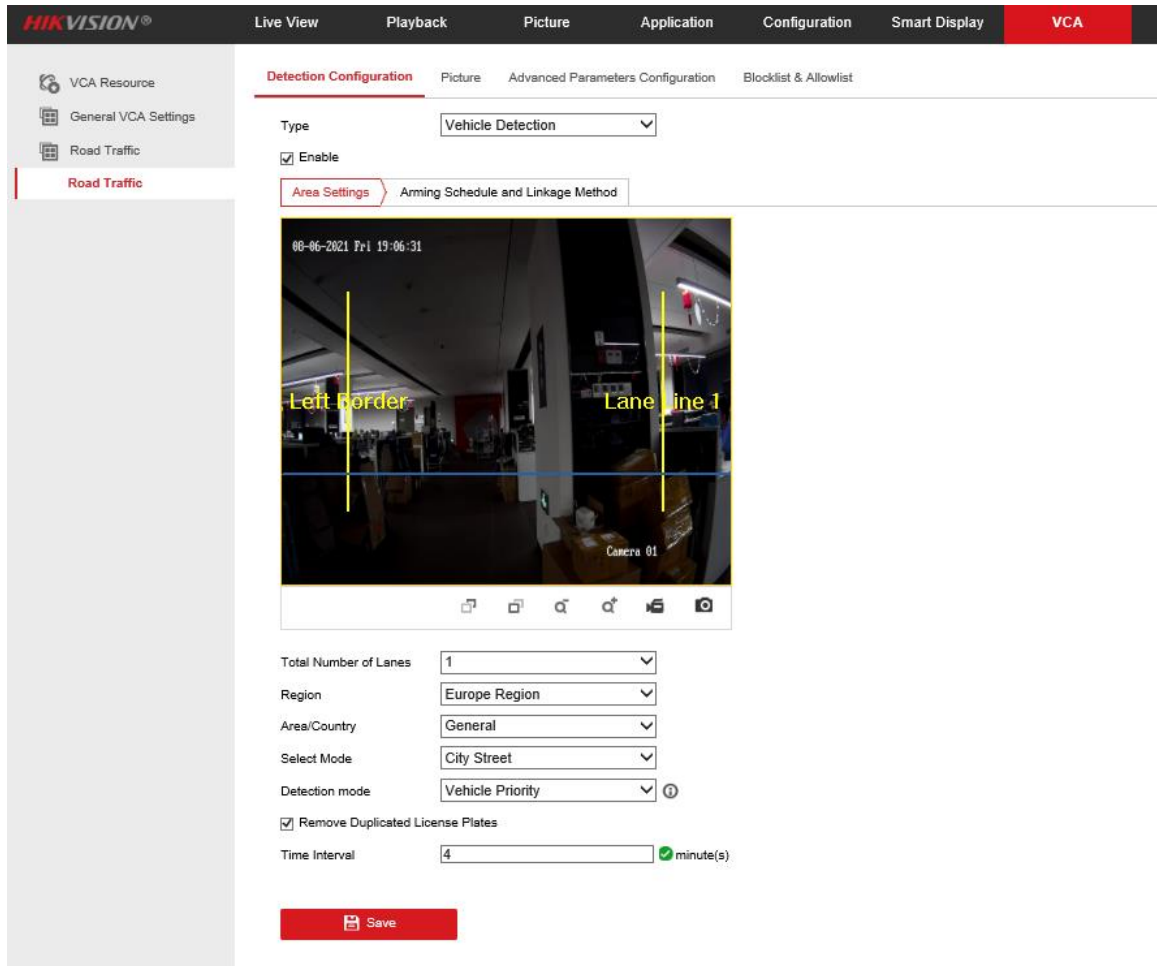 HIKVISION® Live View Playback Picture Application Configuration Smart Display VCA
VCA Resource
General VCA Settings
Road Traffic
Road Traffic
Detection Configuration Picture Advanced Parameters Configuration Blocklist & Allowlist
Type Vehicle Detection
Enable
Area Settings Arming Schedule and Linkage Method
08-06-2021 Fri 19:06:31
Left Border Lane Line 1
Camera 01
Total Number of Lanes 1
Region Europe Region
Area/Country General
Select Mode City Street
Detection mode Vehicle Priority
Remove Duplicated License Plates
Time Interval 4 minute(s)
Save